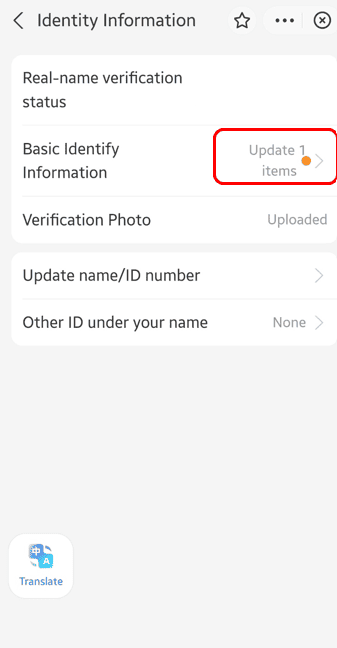 Identity Information
Real-name verification
status
Basic Identify
Information
Update 1
items
Verification Photo
Uploaded
Update name/ID number
Other ID under your name
None
中
A
Translate